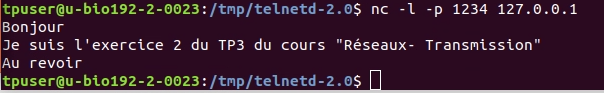 tpuser@u-bio192-2-0023:/tmp/telnetd-2.0$ nc -l -p 1234 127.0.0.1
Bonjour
Je suis l'exercice 2 du TP3 du cours "Réseaux- Transmission"
Au revoir
tpuser@u-bio192-2-0023:/tmp/telnetd-2.0$